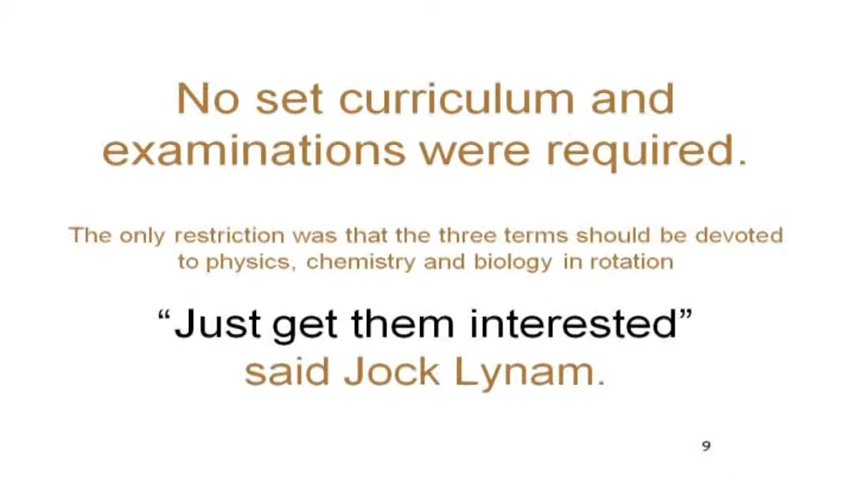 No set curriculum and
examinations were required.
The only restriction was that the three terms should be devoted
to physics, chemistry and biology in rotation
“Just get them interested”
said Jock Lynam.
9